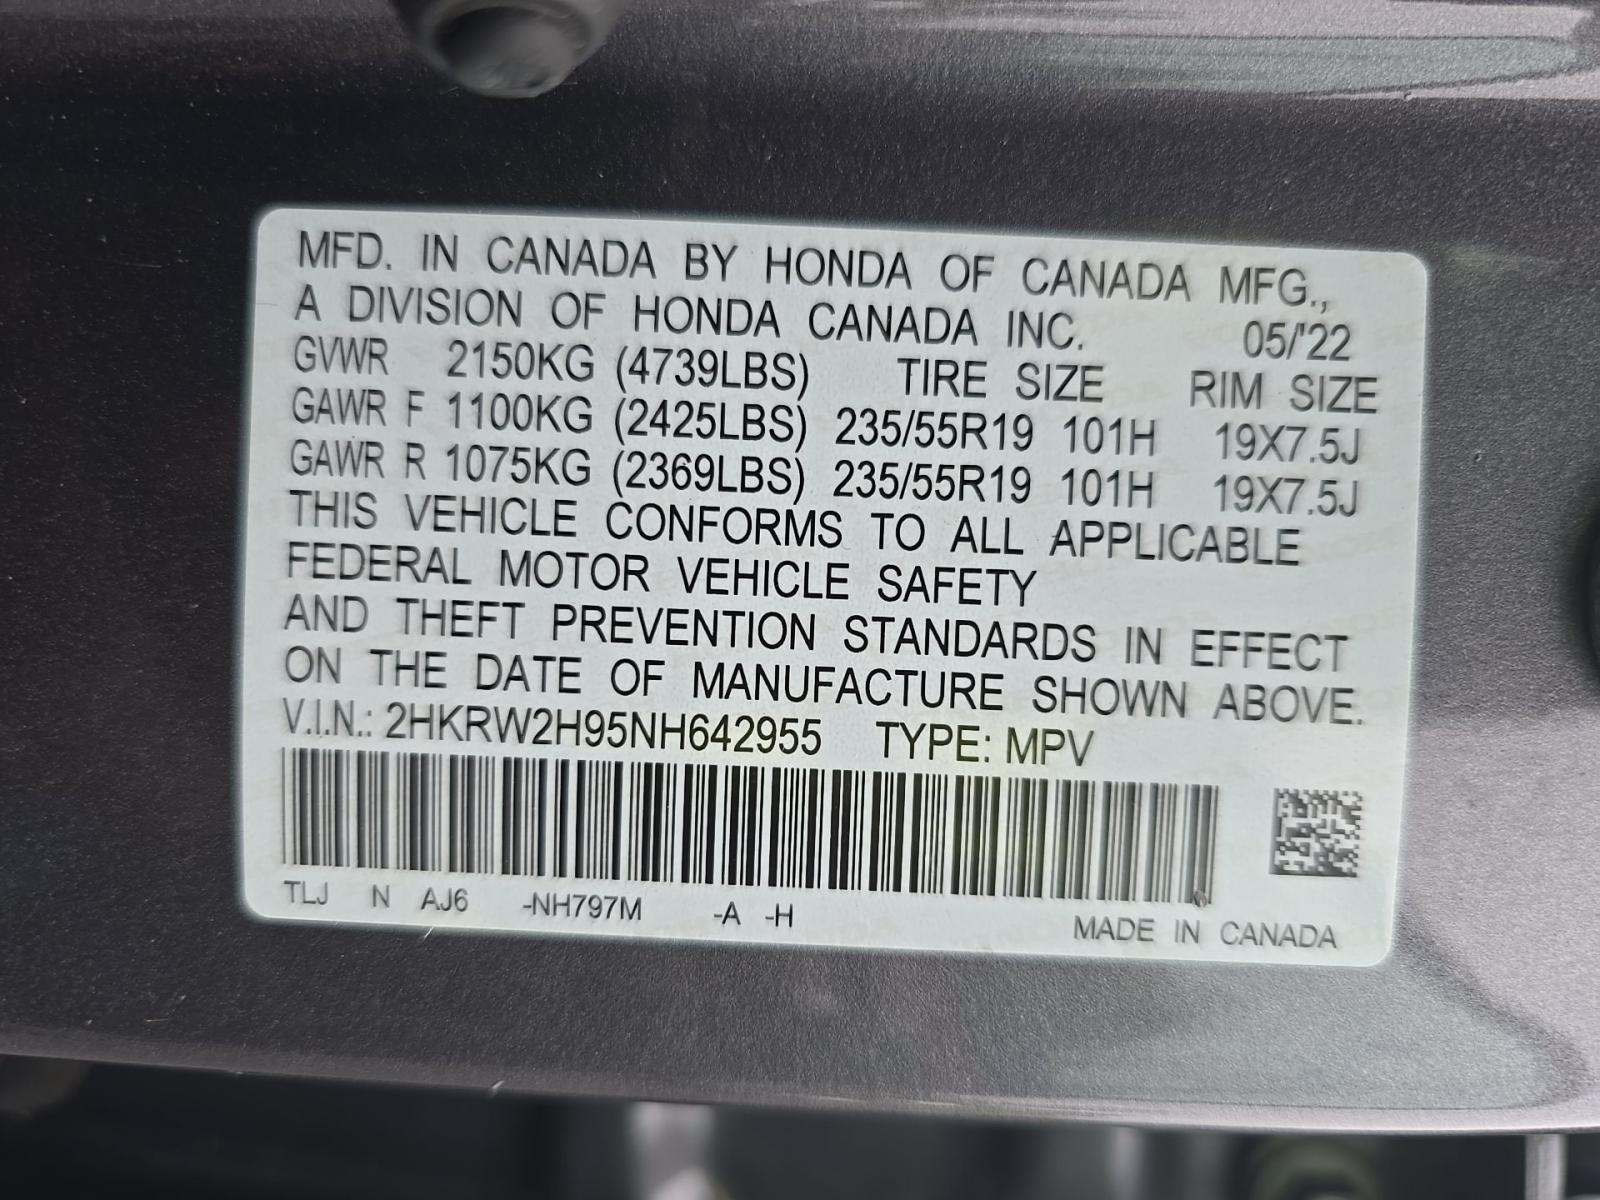 MFD. IN CANADA BY HONDA OF CANADA MFG.,
A DIVISION OF HONDA CANADA INC. 05/'22
GVWR 2150KG (4739LBS) TIRE SIZE RIM SIZE
GAWR F 1100KG (2425LBS) 235/55R19 101H 19X7.5J
GAWR R 1075KG (2369LBS) 235/55R19 101H 19X7.5J
THIS VEHICLE CONFORMS TO ALL APPLICABLE
FEDERAL MOTOR VEHICLE SAFETY
AND THEFT PREVENTION STANDARDS IN EFFECT
ON THE DATE OF MANUFACTURE SHOWN ABOVE.
V.I.N.: 2HKRW2H95NH642955 TYPE: MPV
TLJ N AJ6 -NH797M -A -H MADE IN CANADA